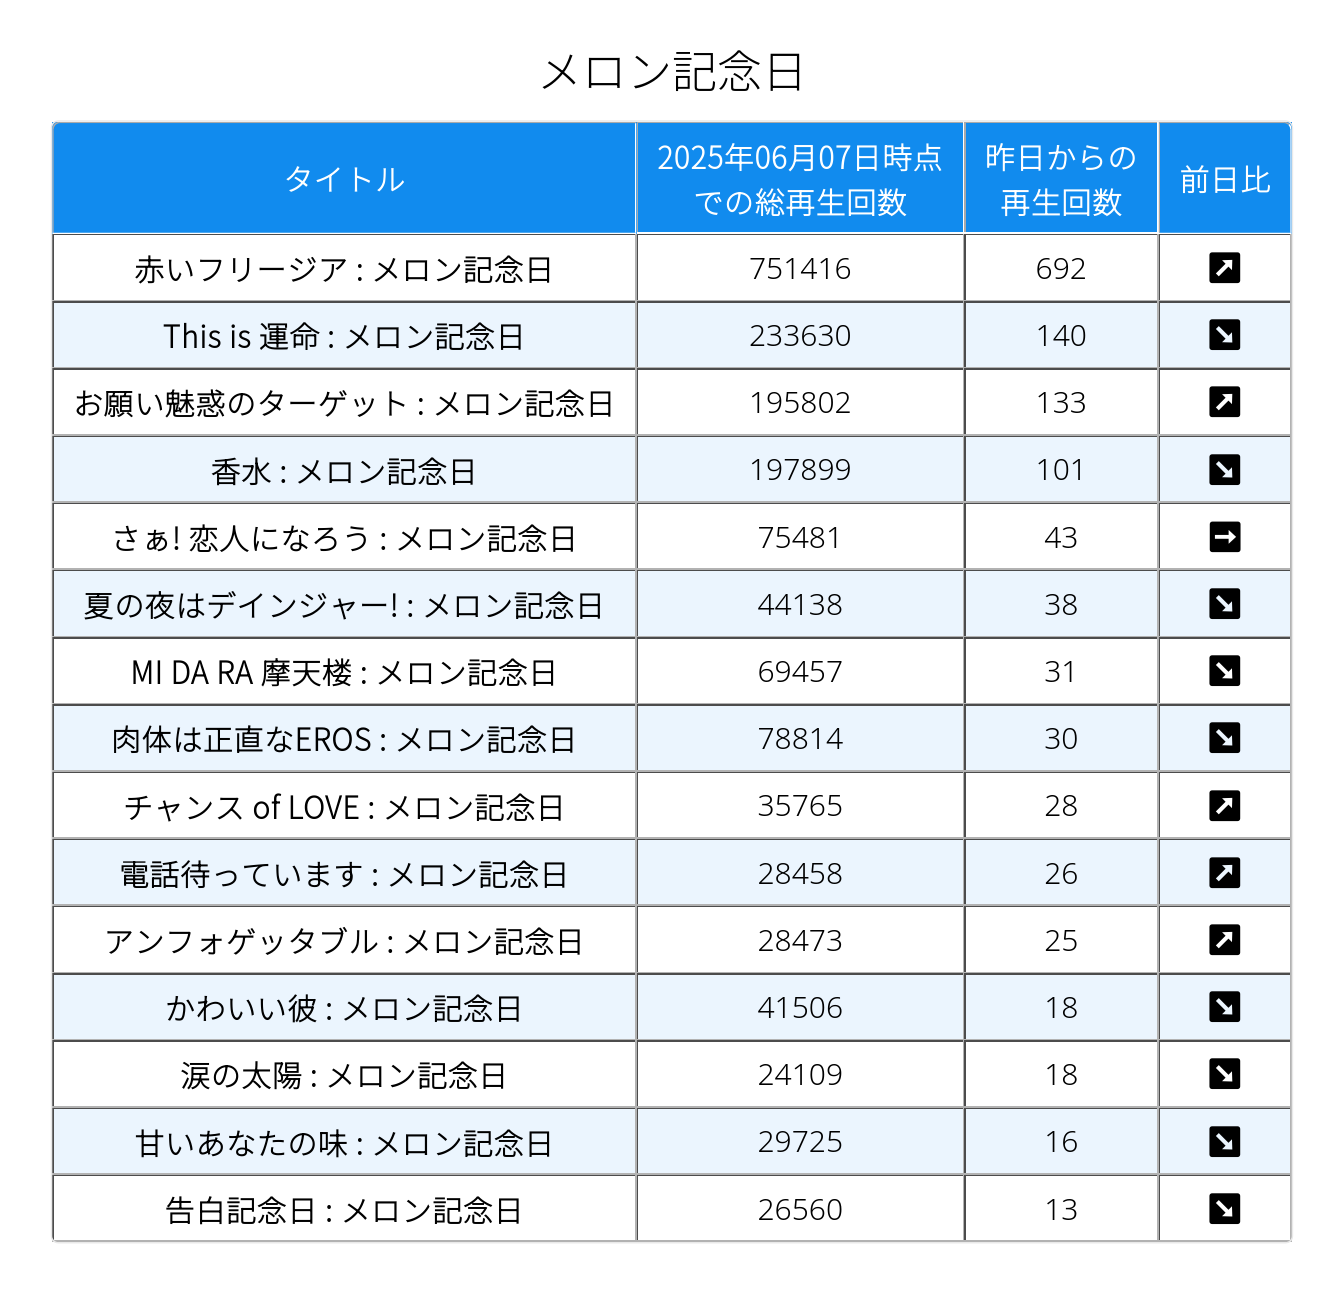 メロン記念日
タイトル 2025年06月07日時点での総再生回数 昨日からの再生回数 前日比
赤いフリージア : メロン記念日 751416 692 ↗
This is 運命 : メロン記念日 233630 140 ↘
お願い魅惑のターゲット : メロン記念日 195802 133 ↗
香水 : メロン記念日 197899 101 ↘
さぁ! 恋人になろう : メロン記念日 75481 43 →
夏の夜はデインジャー! : メロン記念日 44138 38 ↘
MI DA RA 摩天楼 : メロン記念日 69457 31 ↘
肉体は正直なEROS : メロン記念日 78814 30 ↘
チャンス of LOVE : メロン記念日 35765 28 ↗
電話待っています : メロン記念日 28458 26 ↗
アンフォゲッタブル : メロン記念日 28473 25 ↗
かわいい彼 : メロン記念日 41506 18 ↘
涙の太陽 : メロン記念日 24109 18 ↘
甘いあなたの味 : メロン記念日 29725 16 ↘
告白記念日 : メロン記念日 26560 13 ↘